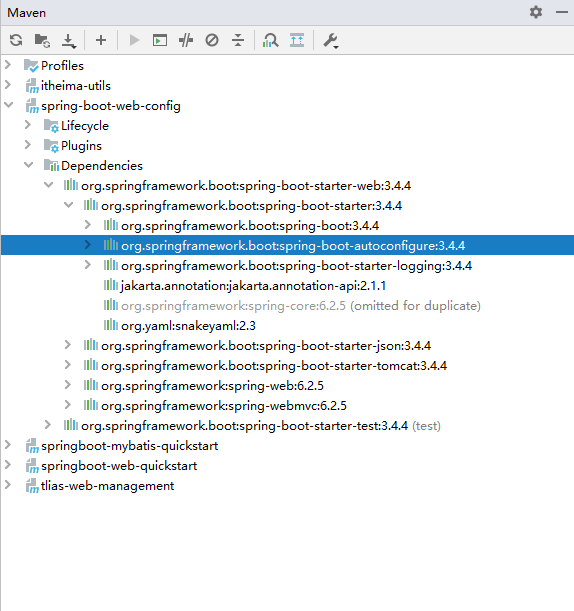 Maven
Profiles
itheima-utils
spring-boot-web-config
Lifecycle
Plugins
Dependencies
org.springframework.boot:spring-boot-starter-web:3.4.4
org.springframework.boot:spring-boot-starter:3.4.4
org.springframework.boot:spring-boot:3.4.4
org.springframework.boot:spring-boot-autoconfigure:3.4.4
org.springframework.boot:spring-boot-starter-logging:3.4.4
jakarta.annotation:jakarta.annotation-api:2.1.1
org.springframework:spring-core:6.2.5 (omitted for duplicate)
org.yaml:snakeyaml:2.3
org.springframework.boot:spring-boot-starter-json:3.4.4
org.springframework.boot:spring-boot-starter-tomcat:3.4.4
org.springframework:spring-web:6.2.5
org.springframework:spring-webmvc:6.2.5
org.springframework.boot:spring-boot-starter-test:3.4.4 (test)
springboot-mybatis-quickstart
springboot-web-quickstart
tlias-web-management